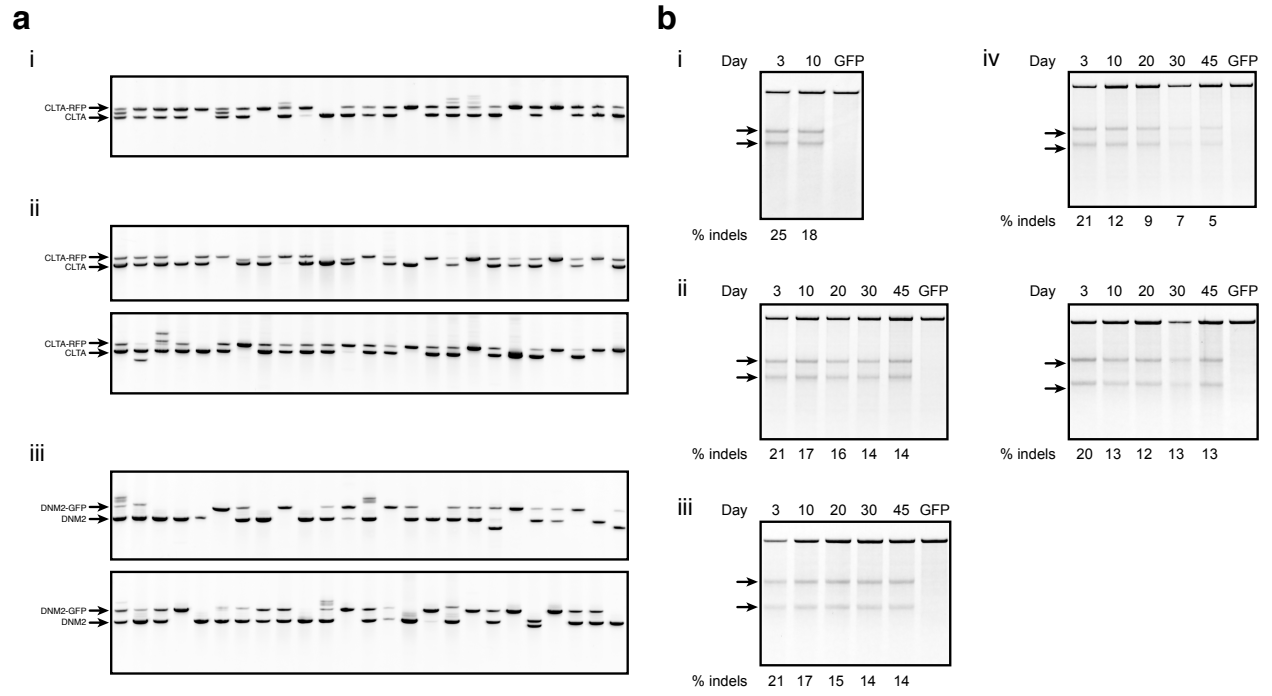 a
i
CLTA-RFP
CLTA
ii
CLTA-RFP
CLTA
CLTA-RFP
CLTA
iii
DNM2-GFP
DNM2
DNM2-GFP
DNM2
b
i
Day 3 10 GFP
% indels 25 18
ii
Day 3 10 20 30 45 GFP
% indels 21 17 16 14 14
iii
Day 3 10 20 30 45 GFP
% indels 21 17 15 14 14
iv
Day 3 10 20 30 45 GFP
% indels 21 12 9 7 5
Day 3 10 20 30 45 GFP
% indels 20 13 12 13 13